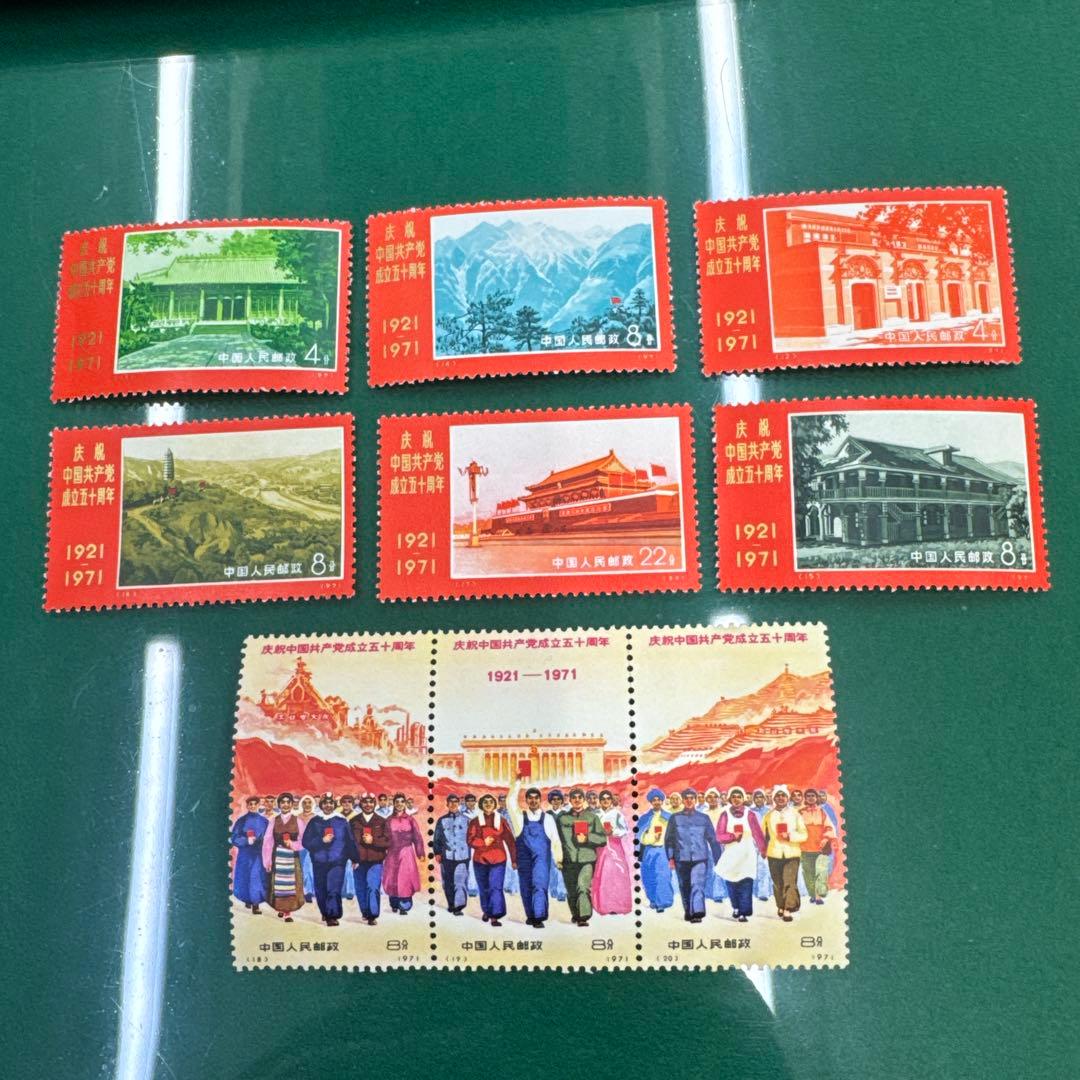 庆祝
中国共产党
成立五十周年
1921
1971
中国人民邮政 4分
庆祝
中国共产党
成立五十周年
1921
-
1971
中国人民邮政 8分
庆祝
中国共产党
成立五十周年
1921
-
1971
中国人民邮政 4分
(12)
庆祝
中国共产党
成立五十周年
1921
-
1971
中国人民邮政 8分
(16)
庆祝
中国共产党
成立五十周年
1921
-
1971
中国人民邮政 22分
(17)
庆祝
中国共产党
成立五十周年
1921
-
1971
中国人民邮政 8分
(15)
庆祝中国共产党成立五十周年
中国人民邮政 8分
(18) 1971
庆祝中国共产党成立五十周年
1921—1971
中国人民邮政 8分
(19) 1971
庆祝中国共产党成立五十周年
中国人民邮政 8分
(20) 1971